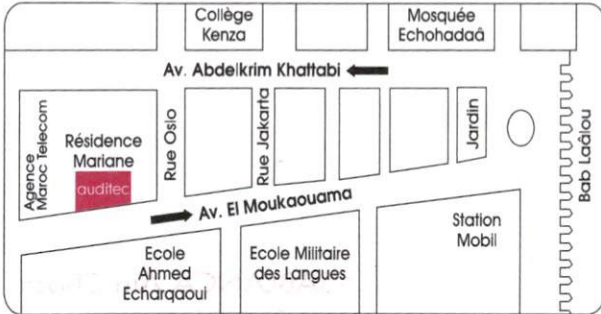 Collège
Kenza
Mosquée
Echohadaâ
Av. Abdelkrim Khattabi
Agence
Maroc Telecom
Résidence
Mariane
auditec
Rue Oslo
Rue Jakarta
Jardin
Bab Laâlou
Av. El Moukaouama
Ecole
Ahmed
Echarqaoui
Ecole Militaire
des Langues
Station
Mobil